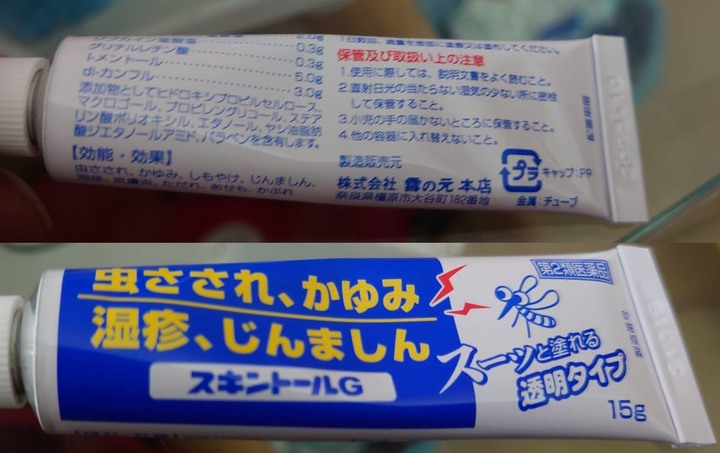 0.3g
グリチルレチン酸
0.3g
l-メントール
5.0g
dl-カンフル
3.0g
添加物としてヒドロキシプロピルセルロース、
マクロゴール、プロピレングリコール、ステア
リン酸ポリオキシル、エタノール、ヤシ油脂肪
酸ジエタノールアミド、パラベンを含有します。
【効能・効果】
虫さされ、かゆみ、しもやけ、じんましん、
湿疹、皮膚炎、ただれ、あせも、かぶれ
保管及び取扱い上の注意
1.使用に際しては、説明文書をよく読むこと。
2.直射日光の当たらない湿気の少ない所に密栓
して保管すること。
3.小児の手の届かないところに保管すること。
4.他の容器に入れ替えないこと。
製造販売元
株式会社 雪の元 本店
奈良県橿原市大谷町182番地
プラ
キャップ:PP
金属:チューブ
虫さされ、かゆみ
湿疹、じんましん
スキントールG
第2類医薬品
スーッと塗れる
透明タイプ
15g